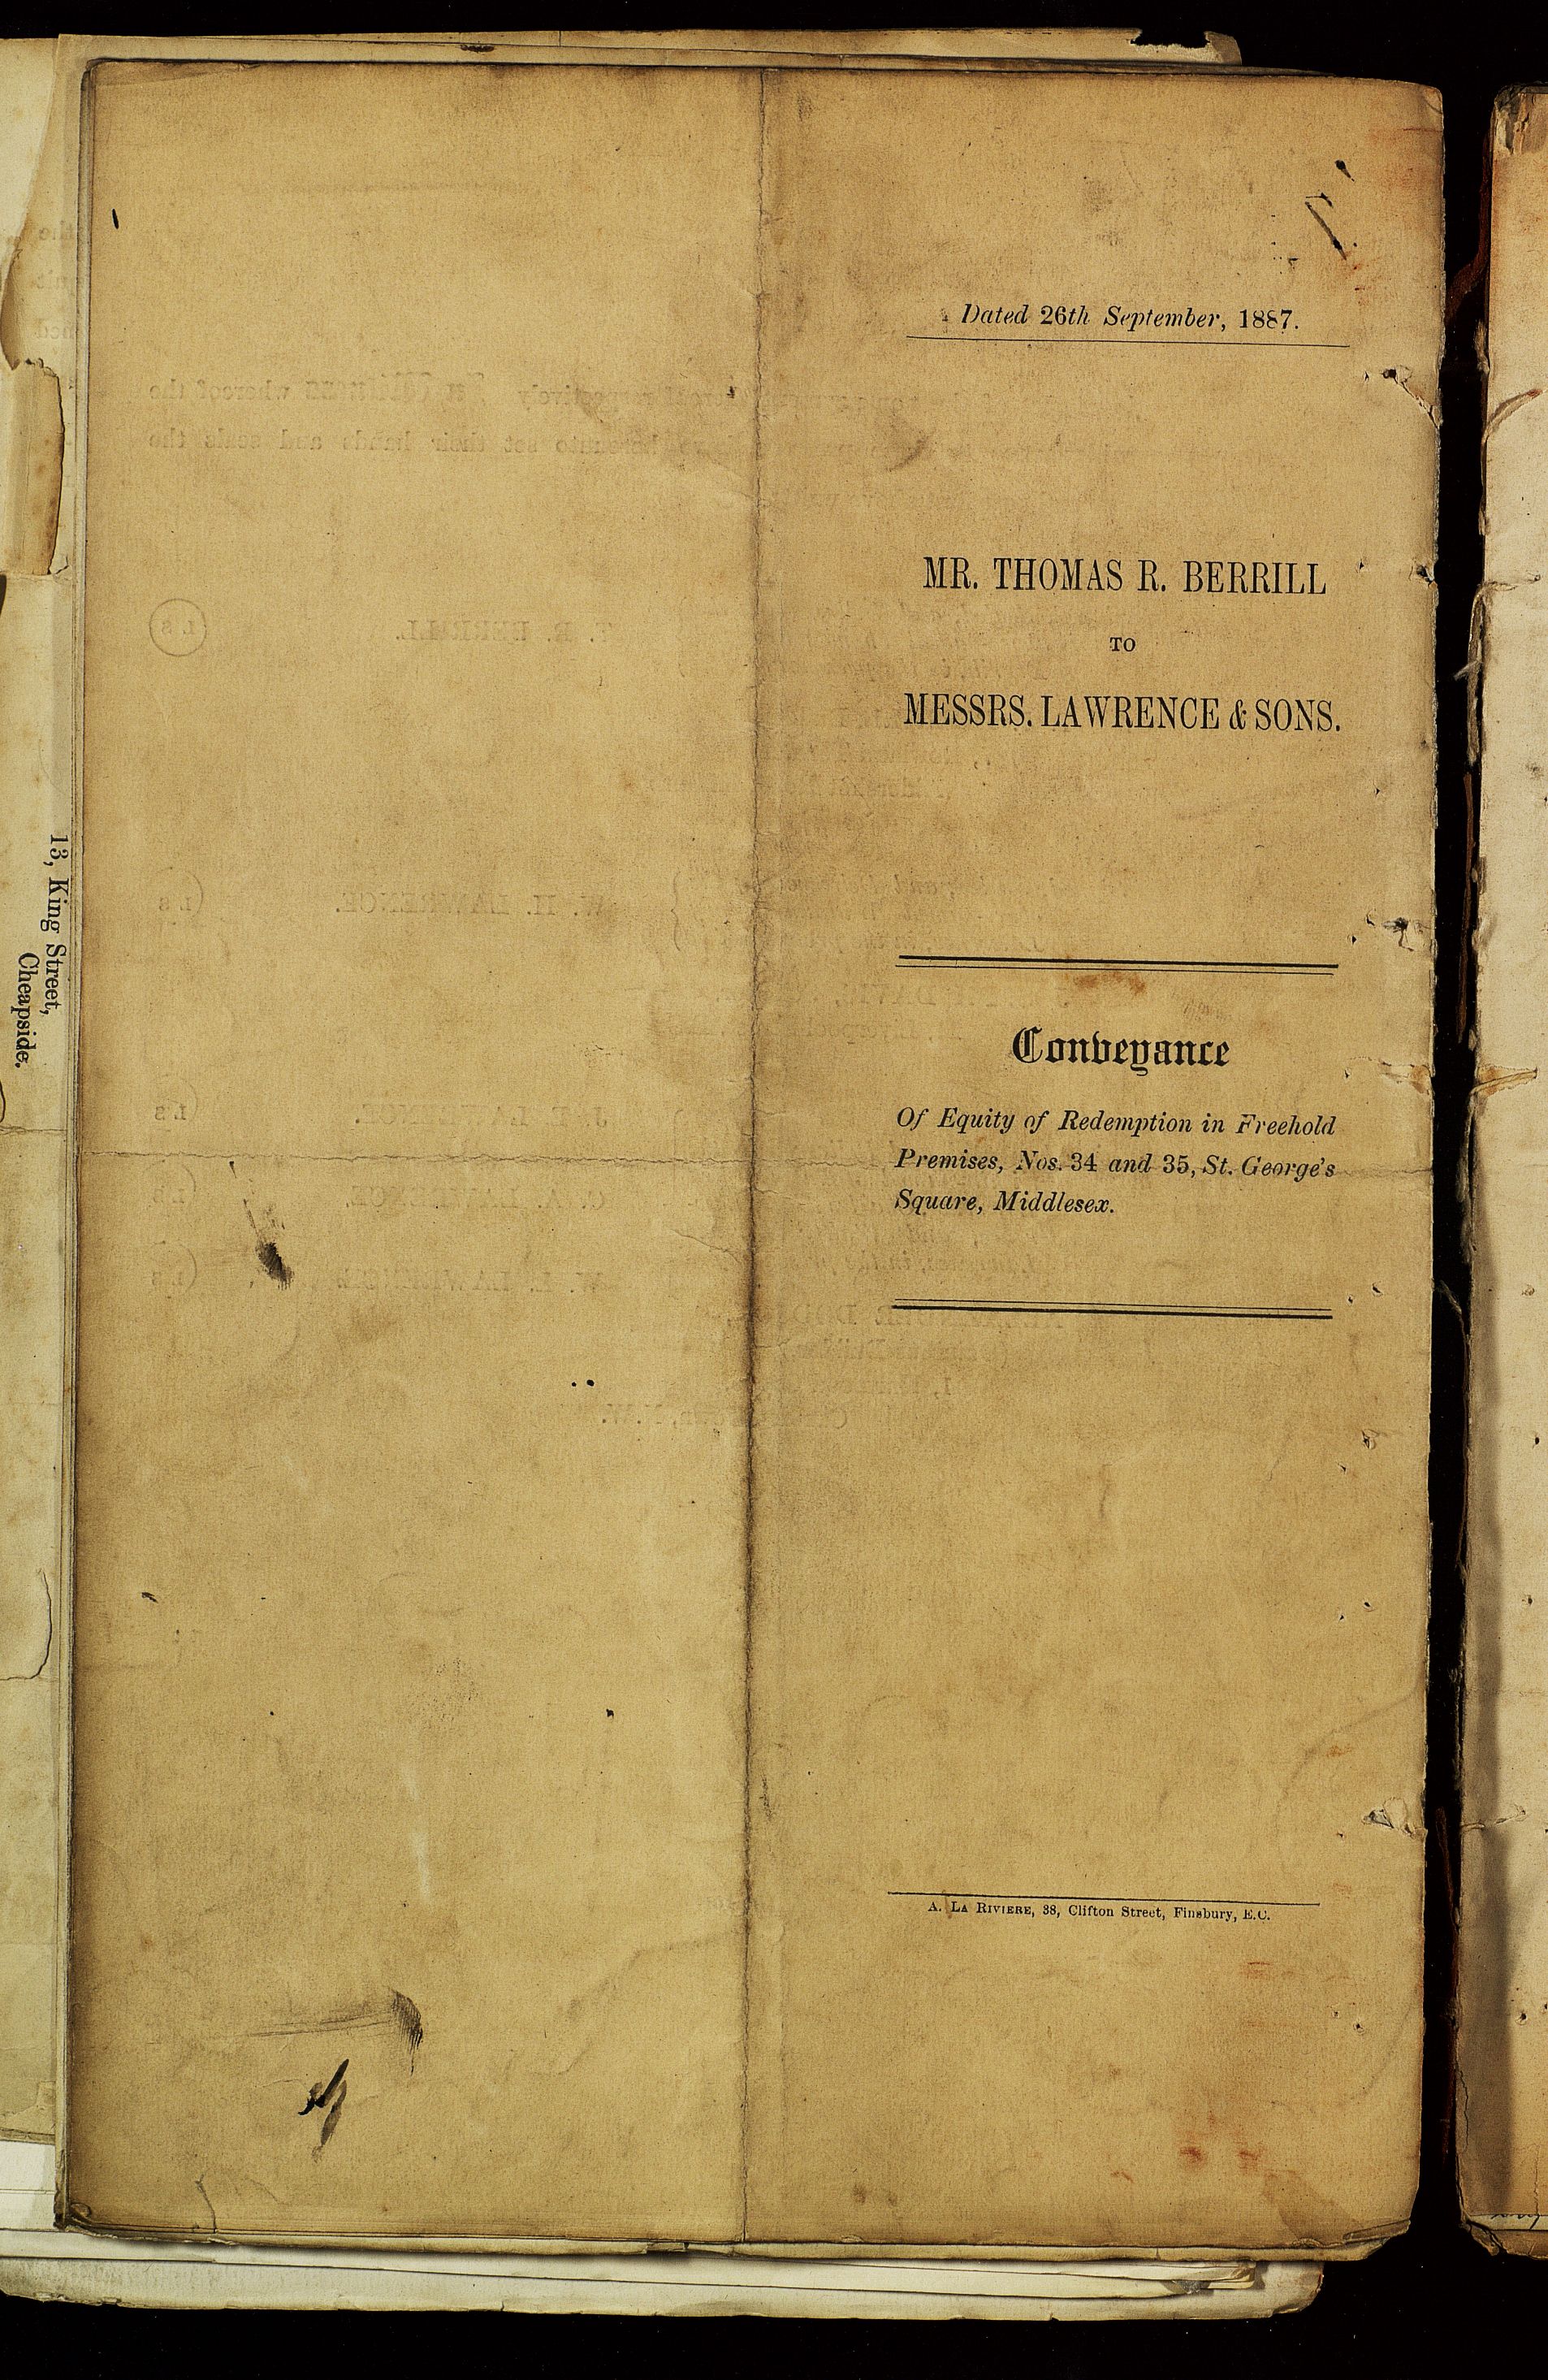 Dated 26th September, 1887.
MR. THOMAS R. BERRILL
TO
MESSRS. LAWRENCE & SONS.
Conveyance
Of Equity of Redemption in Freehold
Premises, Nos. 34 and 35, St. George's
Square, Middlesex.
A. LA RIVIERE, 38, Clifton Street, Finsbury, E.C.
13, King Street,
Cheapside.